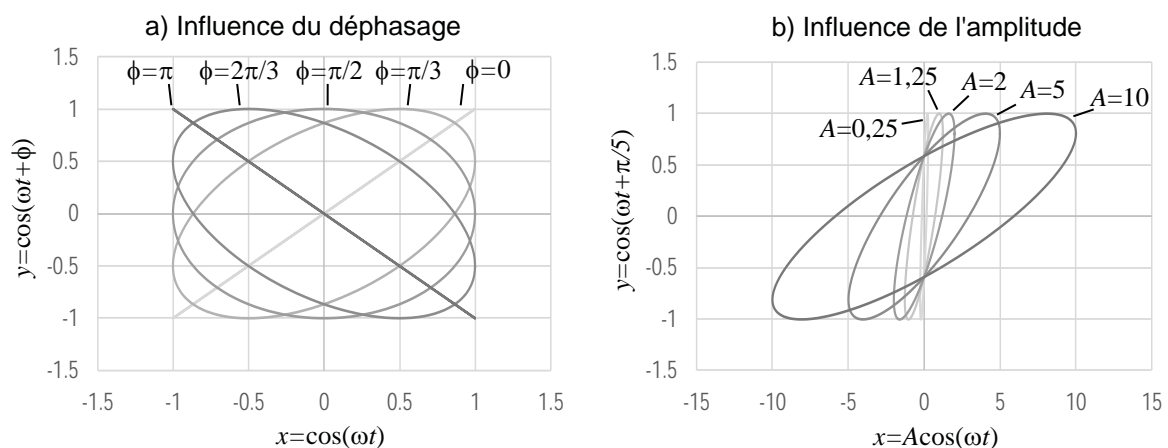 a) Influence du déphasage
ϕ=π
ϕ=2π/3
ϕ=π/2
ϕ=π/3
ϕ=0
y=cos(ωt+ϕ)
1.5
1
0.5
0
-0.5
-1
-1.5
-1.5 -1 -0.5 0 0.5 1 1.5
x=cos(ωt)
b) Influence de l'amplitude
A=1,25
A=2
A=5
A=10
A=0,25
y=cos(ωt+π/5)
1.5
1
0.5
0
-0.5
-1
-1.5
-15 -10 -5 0 5 10 15
x=Acos(ωt)